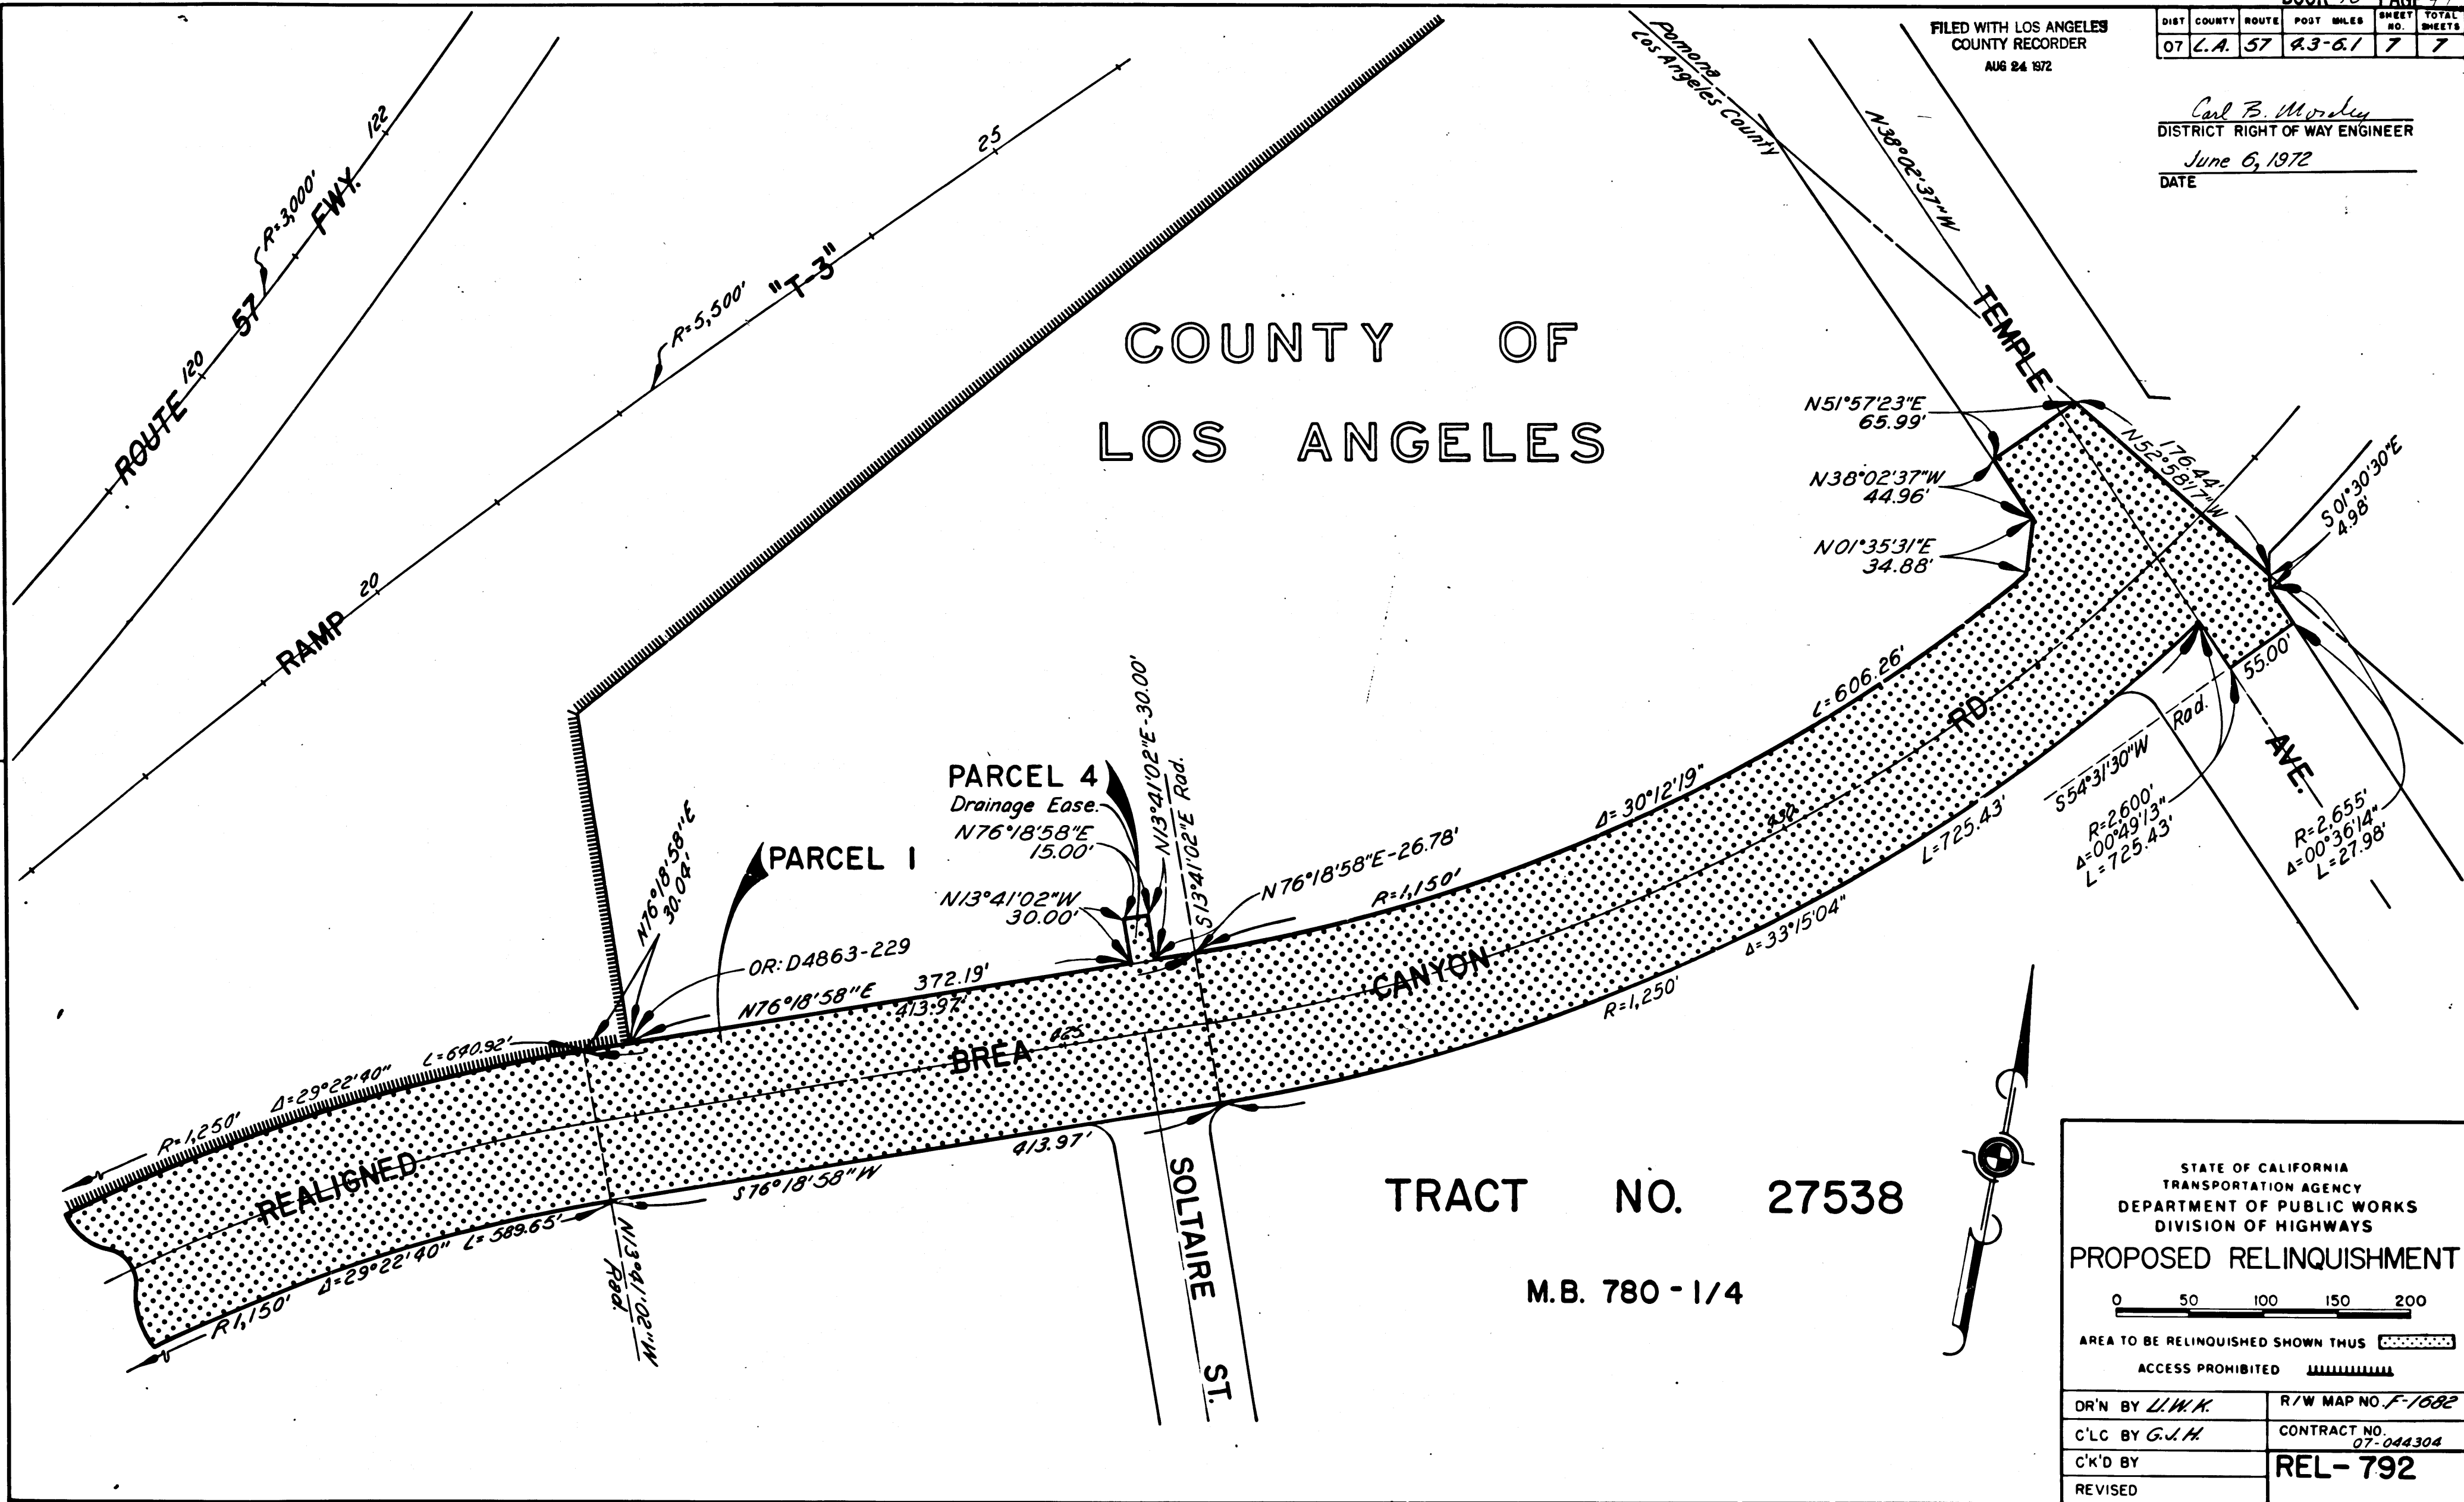 FILED WITH LOS ANGELES
COUNTY RECORDER
AUG 24 1972
DIST COUNTY ROUTE POST MILES SHEET NO. TOTAL SHEETS
07 L.A. 57 4.3-6.1 7 7
Carl B. Mosley
DISTRICT RIGHT OF WAY ENGINEER
June 6, 1972
DATE
Pomona
Los Angeles County
N38°02'37"W
122
R=3,000'
ROUTE 57 FWY.
120
25
R=5,500'
RAMP "T-3"
20
COUNTY OF
LOS ANGELES
TEMPLE AVE.
N51°57'23"E
65.99'
N38°02'37"W
44.96'
N01°35'31"E
34.88'
176.44'
N52°58'17"W
S01°30'30"E
4.98'
55.00'
S54°31'30"W Rad.
R=2,600'
Δ=00°49'13"
L=725.43'
R=2,655'
Δ=00°36'14"
L=27.98'
PARCEL 4
Drainage Ease.
N76°18'58"E
15.00'
N13°41'02"W
30.00'
N13°41'02"E-30.00'
S13°41'02"E Rad.
N76°18'58"E-26.78'
R=1,150'
Δ=30°12'19"
L=606.26'
430
L=725.43'
Δ=33°15'04"
R=1,250'
PARCEL 1
N76°18'58"E
30.04'
OR: D4863-229
N76°18'58"E 372.19'
413.97'
425
REALIGNED BREA CANYON RD
R=1,250'
Δ=29°22'40"
L=640.92'
R 1,150'
Δ=29°22'40" L=589.65'
N13°41'02"W
Rad.
S76°18'58"W
413.97'
SOLTAIRE ST.
TRACT NO. 27538
M.B. 780 - 1/4
STATE OF CALIFORNIA
TRANSPORTATION AGENCY
DEPARTMENT OF PUBLIC WORKS
DIVISION OF HIGHWAYS
PROPOSED RELINQUISHMENT
0 50 100 150 200
AREA TO BE RELINQUISHED SHOWN THUS
ACCESS PROHIBITED
DR'N BY U.W.K.
R/W MAP NO. F-1682
C'LC BY G.J.H.
CONTRACT NO.
07-044304
C'K'D BY
REL-792
REVISED